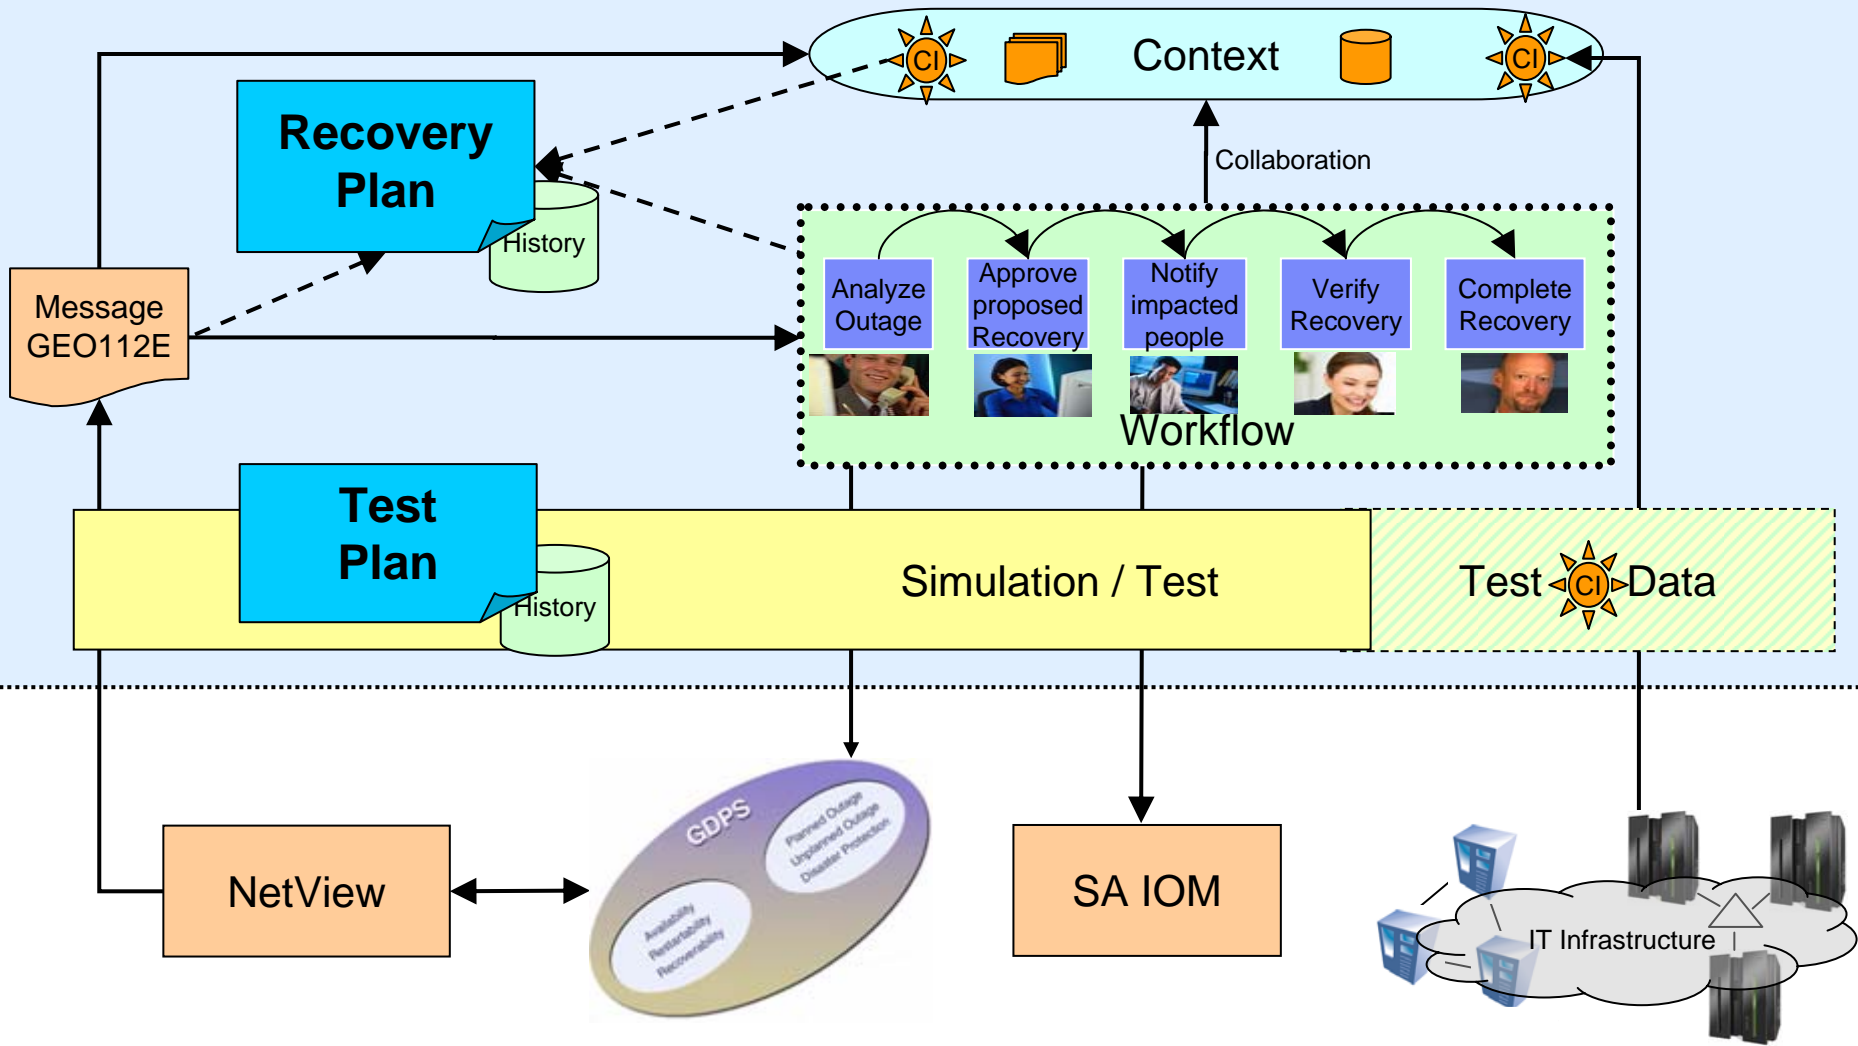 CI
Context
CI
Recovery
Plan
Collaboration
History
Message
GEO112E
Analyze
Outage
Approve
proposed
Recovery
Notify
impacted
people
Verify
Recovery
Complete
Recovery
Workflow
Test
Plan
History
Simulation / Test
Test
CI
Data
NetView
GDPS
Planned Outage
Unplanned Outage
Disaster Protection
Availability
Restartability
Recoverability
SA IOM
IT Infrastructure